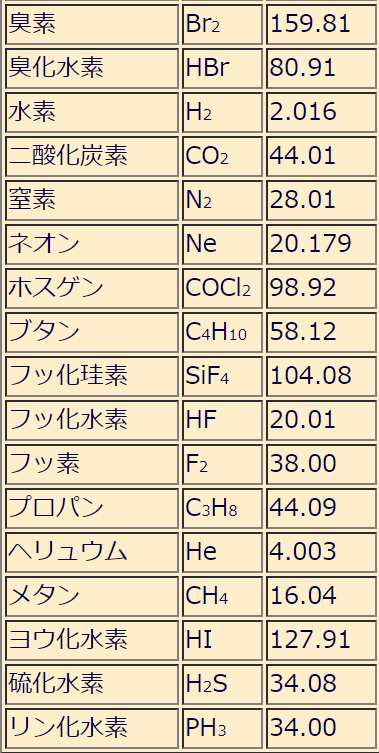 臭素 Br2 159.81
臭化水素 HBr 80.91
水素 H2 2.016
二酸化炭素 CO2 44.01
窒素 N2 28.01
ネオン Ne 20.179
ホスゲン COCl2 98.92
ブタン C4H10 58.12
フッ化珪素 SiF4 104.08
フッ化水素 HF 20.01
フッ素 F2 38.00
プロパン C3H8 44.09
ヘリュウム He 4.003
メタン CH4 16.04
ヨウ化水素 HI 127.91
硫化水素 H2S 34.08
リン化水素 PH3 34.00